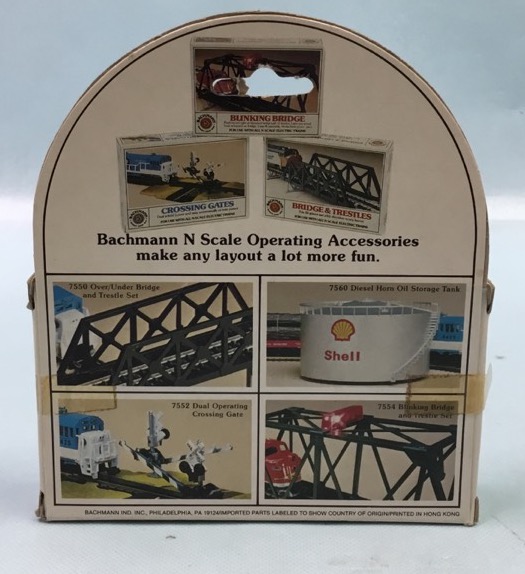 BLINKING BRIDGE
CROSSING GATES
BRIDGE & TRESTLES
Bachmann N Scale Operating Accessories
make any layout a lot more fun.
7550 Over/Under Bridge
and Trestle Set
7560 Diesel Horn Oil Storage Tank
Shell
7552 Dual Operating
Crossing Gate
7554 Blinking Bridge
and Trestle Set
BACHMANN IND. INC., PHILADELPHIA, PA 19124/IMPORTED PARTS LABELED TO SHOW COUNTRY OF ORIGIN/PRINTED IN HONG KONG